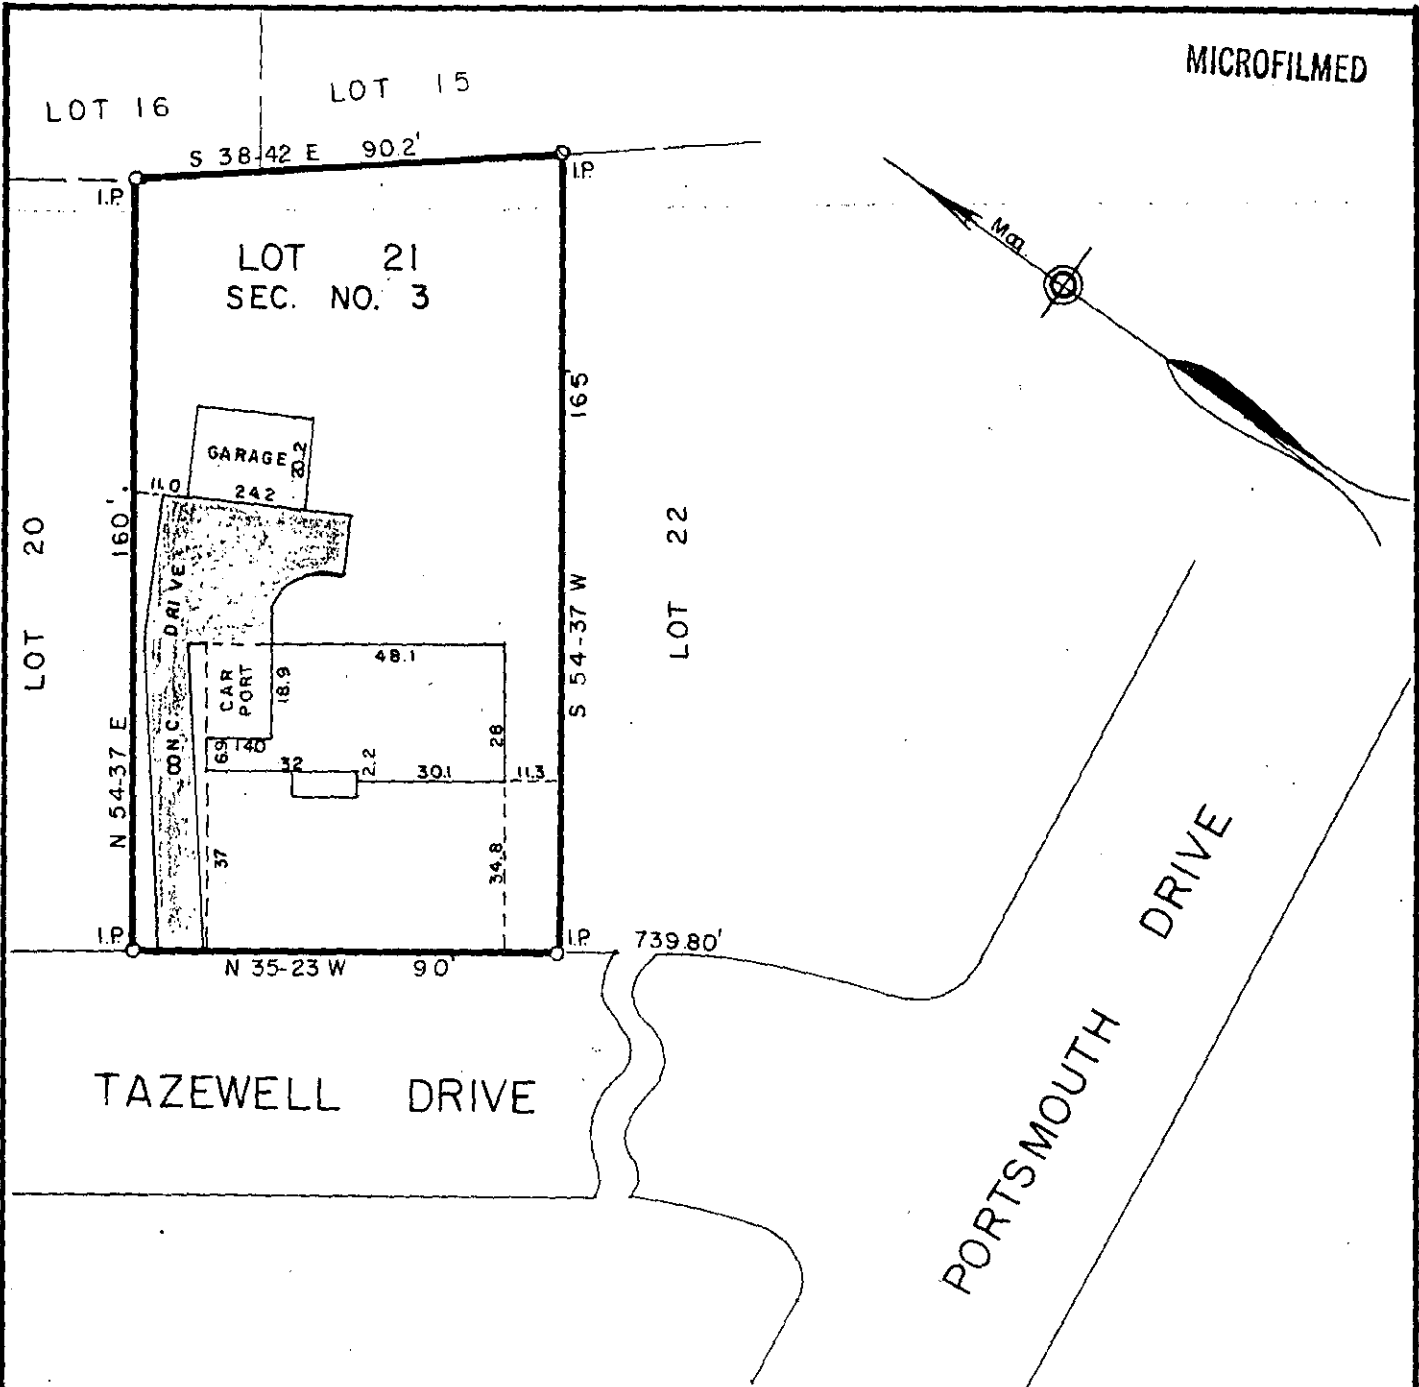 MICROFILMED
LOT 16
LOT 15
S 38-42 E 90.2'
I.P.
I.P.
Mag.
LOT 21
SEC. NO. 3
165'
GARAGE
20.2
11.0
24.2
160'
LOT 20
LOT 22
CONC. DRIVE
S 54-37 W
48.1
CAR
PORT
18.9
N 54-37 E
28
6.9
14.0
32
2.2
30.1
11.3
37
34.8
PORTSMOUTH DRIVE
I.P.
I.P.
739.80'
N 35-23 W 90'
TAZEWELL DRIVE